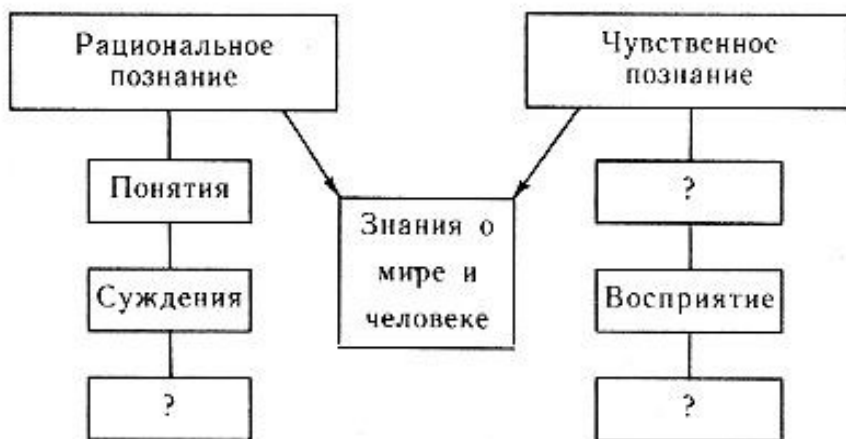 Рациональное
познание
Чувственное
познание
Понятия
?
Знания о
мире и
человеке
Суждения
Восприятие
?
?